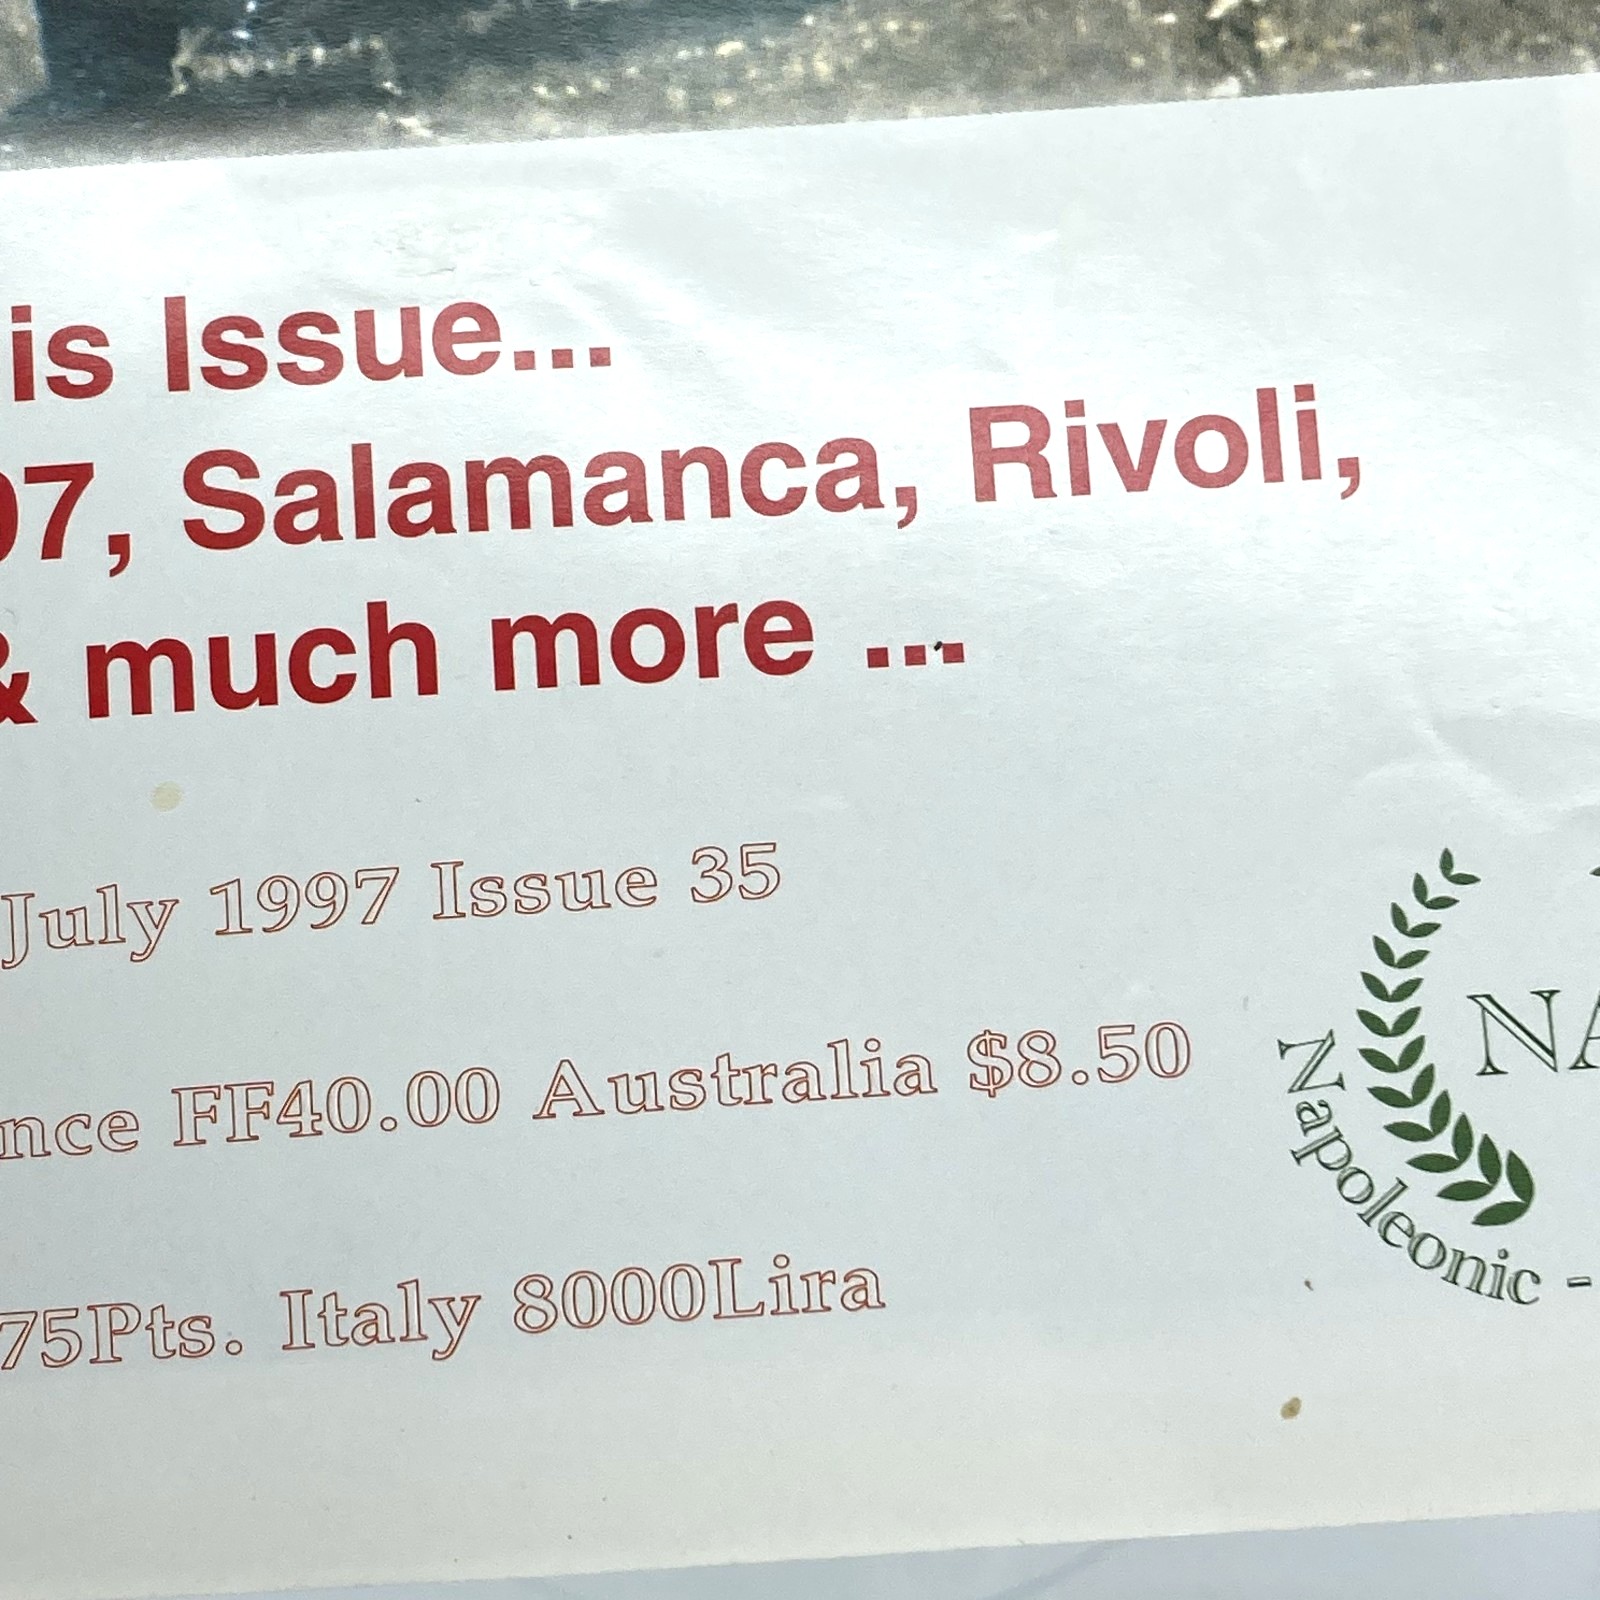 is Issue...
07, Salamanca, Rivoli,
& much more ...
July 1997 Issue 35
nce FF40.00 Australia $8.50
75Pts. Italy 8000Lira
NA
Napoleonic -